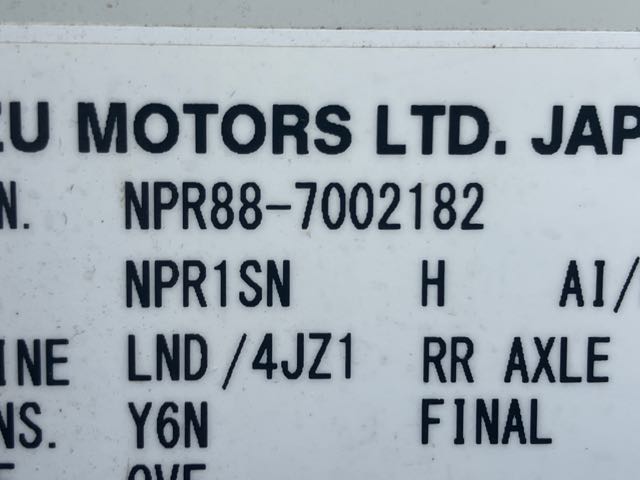 ZU MOTORS LTD. JAP
N. NPR88-7002182
NPR1SN H AI/
INE LND/4JZ1 RR AXLE
NS. Y6N FINAL